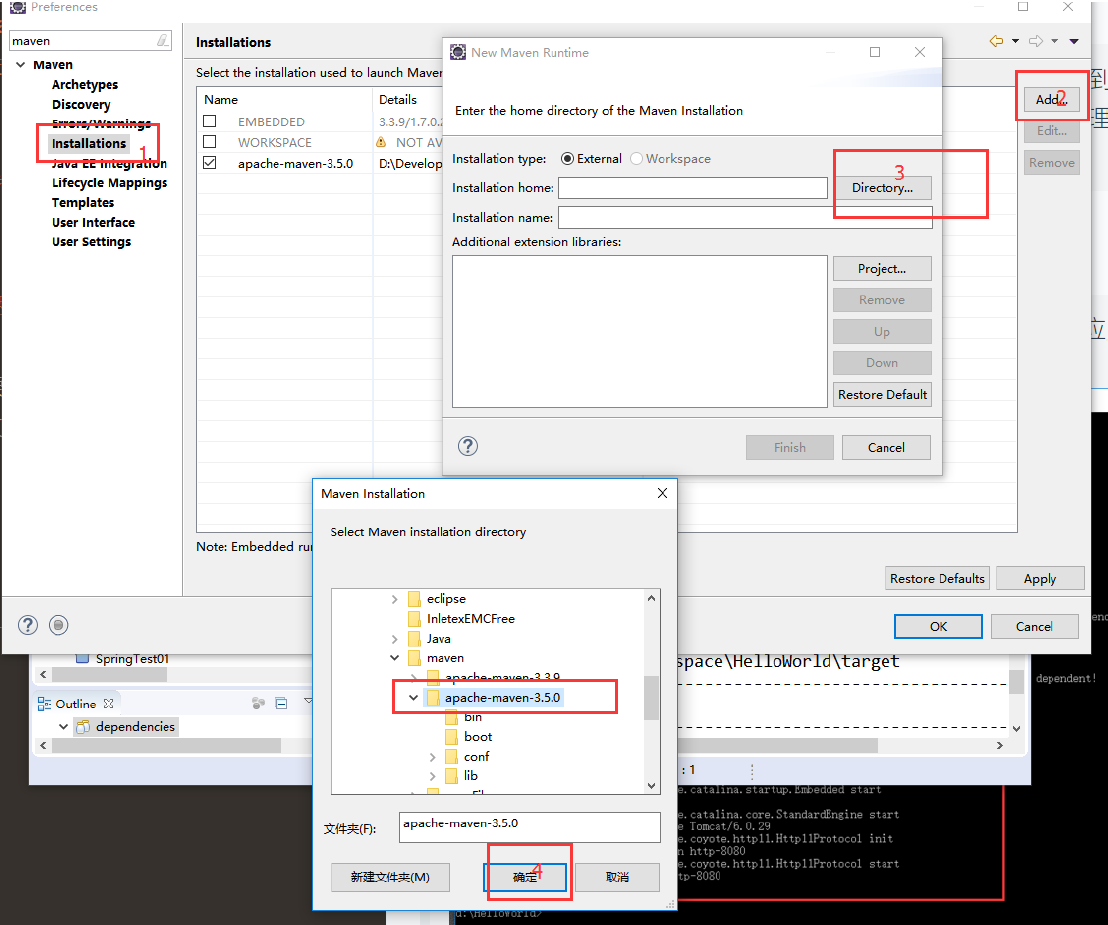 Preferences
maven
Maven
Archetypes
Discovery
Errors/Warnings
Installations
1
Java EE Integration
Lifecycle Mappings
Templates
User Interface
User Settings
Installations
Select the installation used to launch Maven
Name Details
EMBEDDED 3.3.9/1.7.0.
WORKSPACE NOT AV
apache-maven-3.5.0 D:\Develop
Note: Embedded
Add...
2
Edit...
Remove
到
理
应
New Maven Runtime
Enter the home directory of the Maven Installation
Installation type: External Workspace
3
Installation home: Directory...
Installation name:
Additional extension libraries:
Project...
Remove
Up
Down
Restore Default
Finish Cancel
Restore Defaults Apply
OK Cancel
Maven Installation
Select Maven installation directory
eclipse
InletexEMCFree
Java
maven
apache-maven-3.3.9
apache-maven-3.5.0
bin
boot
conf
lib
文件夹(F): apache-maven-3.5.0
新建文件夹(M) 确定 取消
4
SpringTest01
Outline
dependencies
space\HelloWorld\target
: 1
dependent!
e.catalina.startup.Embedded start
e.catalina.core.StandardEngine start
e Tomcat/6.0.29
e.coyote.http11.Http11Protocol init
n http-8080
e.coyote.http11.Http11Protocol start
tp-8080
d:\HelloWorld>